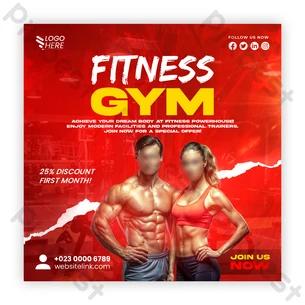 LOGO
HERE
FOLLOW US NOW
FITNESS
GYM
ACHIEVE YOUR DREAM BODY AT FITNESS POWERHOUSE!
ENJOY MODERN FACILITIES AND PROFESSIONAL TRAINERS.
JOIN NOW FOR A SPECIAL OFFER!
25% DISCOUNT
FIRST MONTH!
+023 0000 6789
websitelink.com
JOIN US
NOW